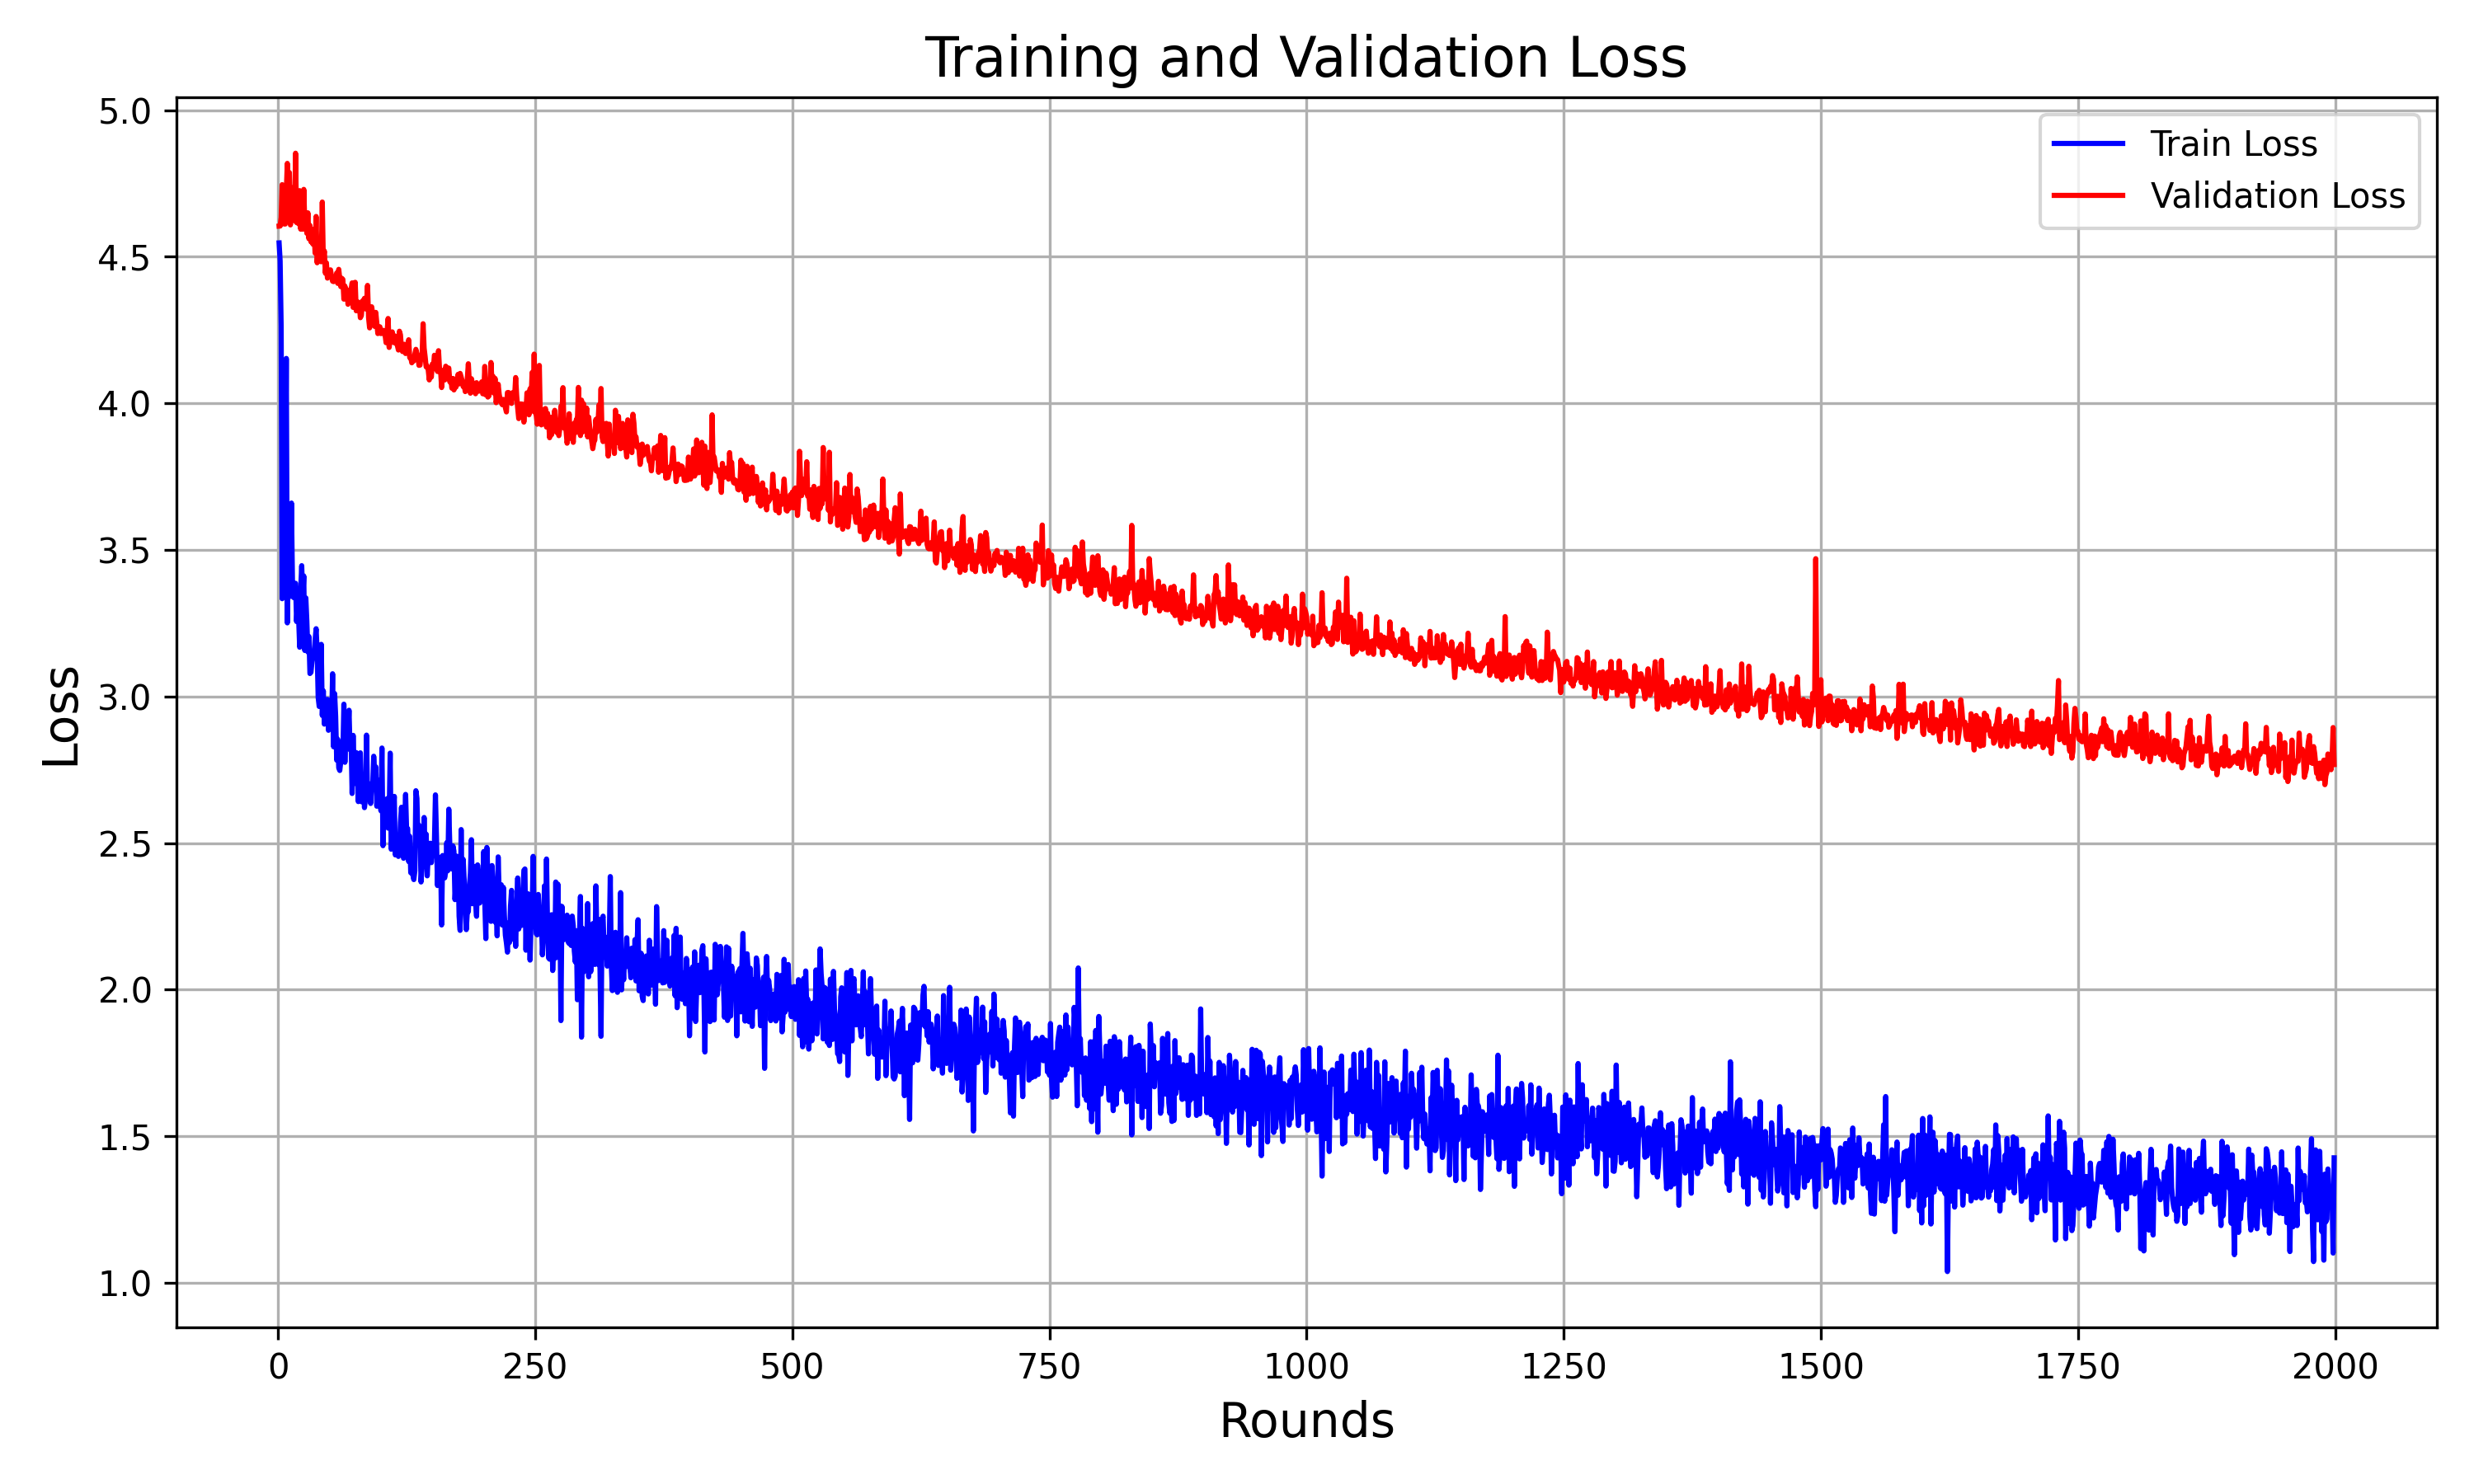 Training and Validation Loss
Train Loss
Validation Loss
Loss
5.0
4.5
4.0
3.5
3.0
2.5
2.0
1.5
1.0
0 250 500 750 1000 1250 1500 1750 2000
Rounds